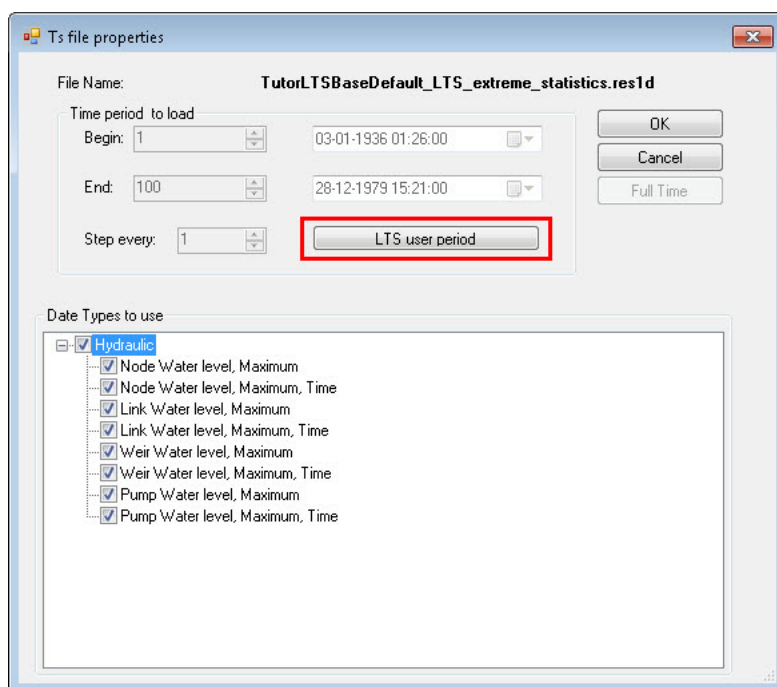 Ts file properties
File Name: TutorLTSBaseDefault_LTS_extreme_statistics.res1d
Time period to load
Begin: 1 03-01-1936 01:26:00
OK
Cancel
End: 100 28-12-1979 15:21:00
Full Time
Step every: 1 LTS user period
Date Types to use
Hydraulic
Node Water level, Maximum
Node Water level, Maximum, Time
Link Water level, Maximum
Link Water level, Maximum, Time
Weir Water level, Maximum
Weir Water level, Maximum, Time
Pump Water level, Maximum
Pump Water level, Maximum, Time